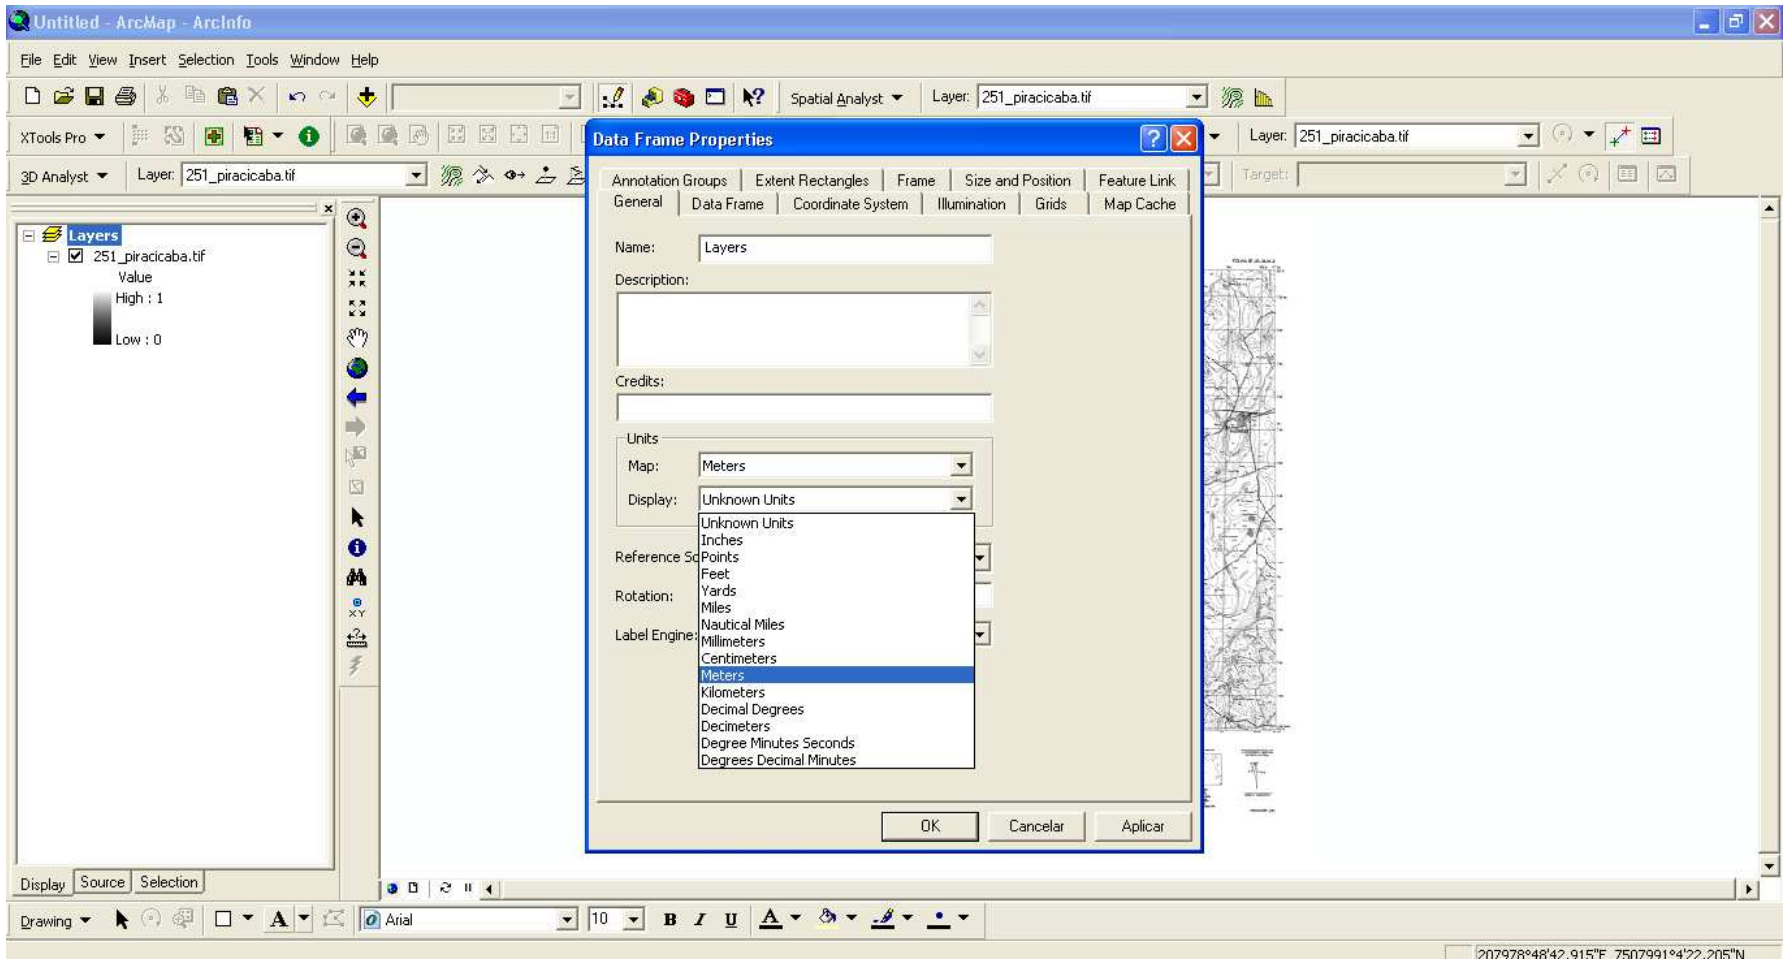 Untitled - ArcMap - ArcInfo
File Edit View Insert Selection Tools Window Help
Spatial Analyst Layer: 251_piracicaba.tif
XTools Pro Layer: 251_piracicaba.tif
3D Analyst Layer: 251_piracicaba.tif Target:
Layers
251_piracicaba.tif
Value
High : 1
Low : 0
Data Frame Properties
Annotation Groups Extent Rectangles Frame Size and Position Feature Link
General Data Frame Coordinate System Illumination Grids Map Cache
Name: Layers
Description:
Credits:
Units
Map: Meters
Display: Unknown Units
Unknown Units
Inches
Reference Sc Points
Feet
Rotation: Yards
Miles
Nautical Miles
Label Engine: Millimeters
Centimeters
Meters
Kilometers
Decimal Degrees
Decimeters
Degree Minutes Seconds
Degrees Decimal Minutes
OK Cancelar Aplicar
Display Source Selection
Drawing A Arial 10 B I U A
207978°48'42.915"E 7507991°4'22.205"N